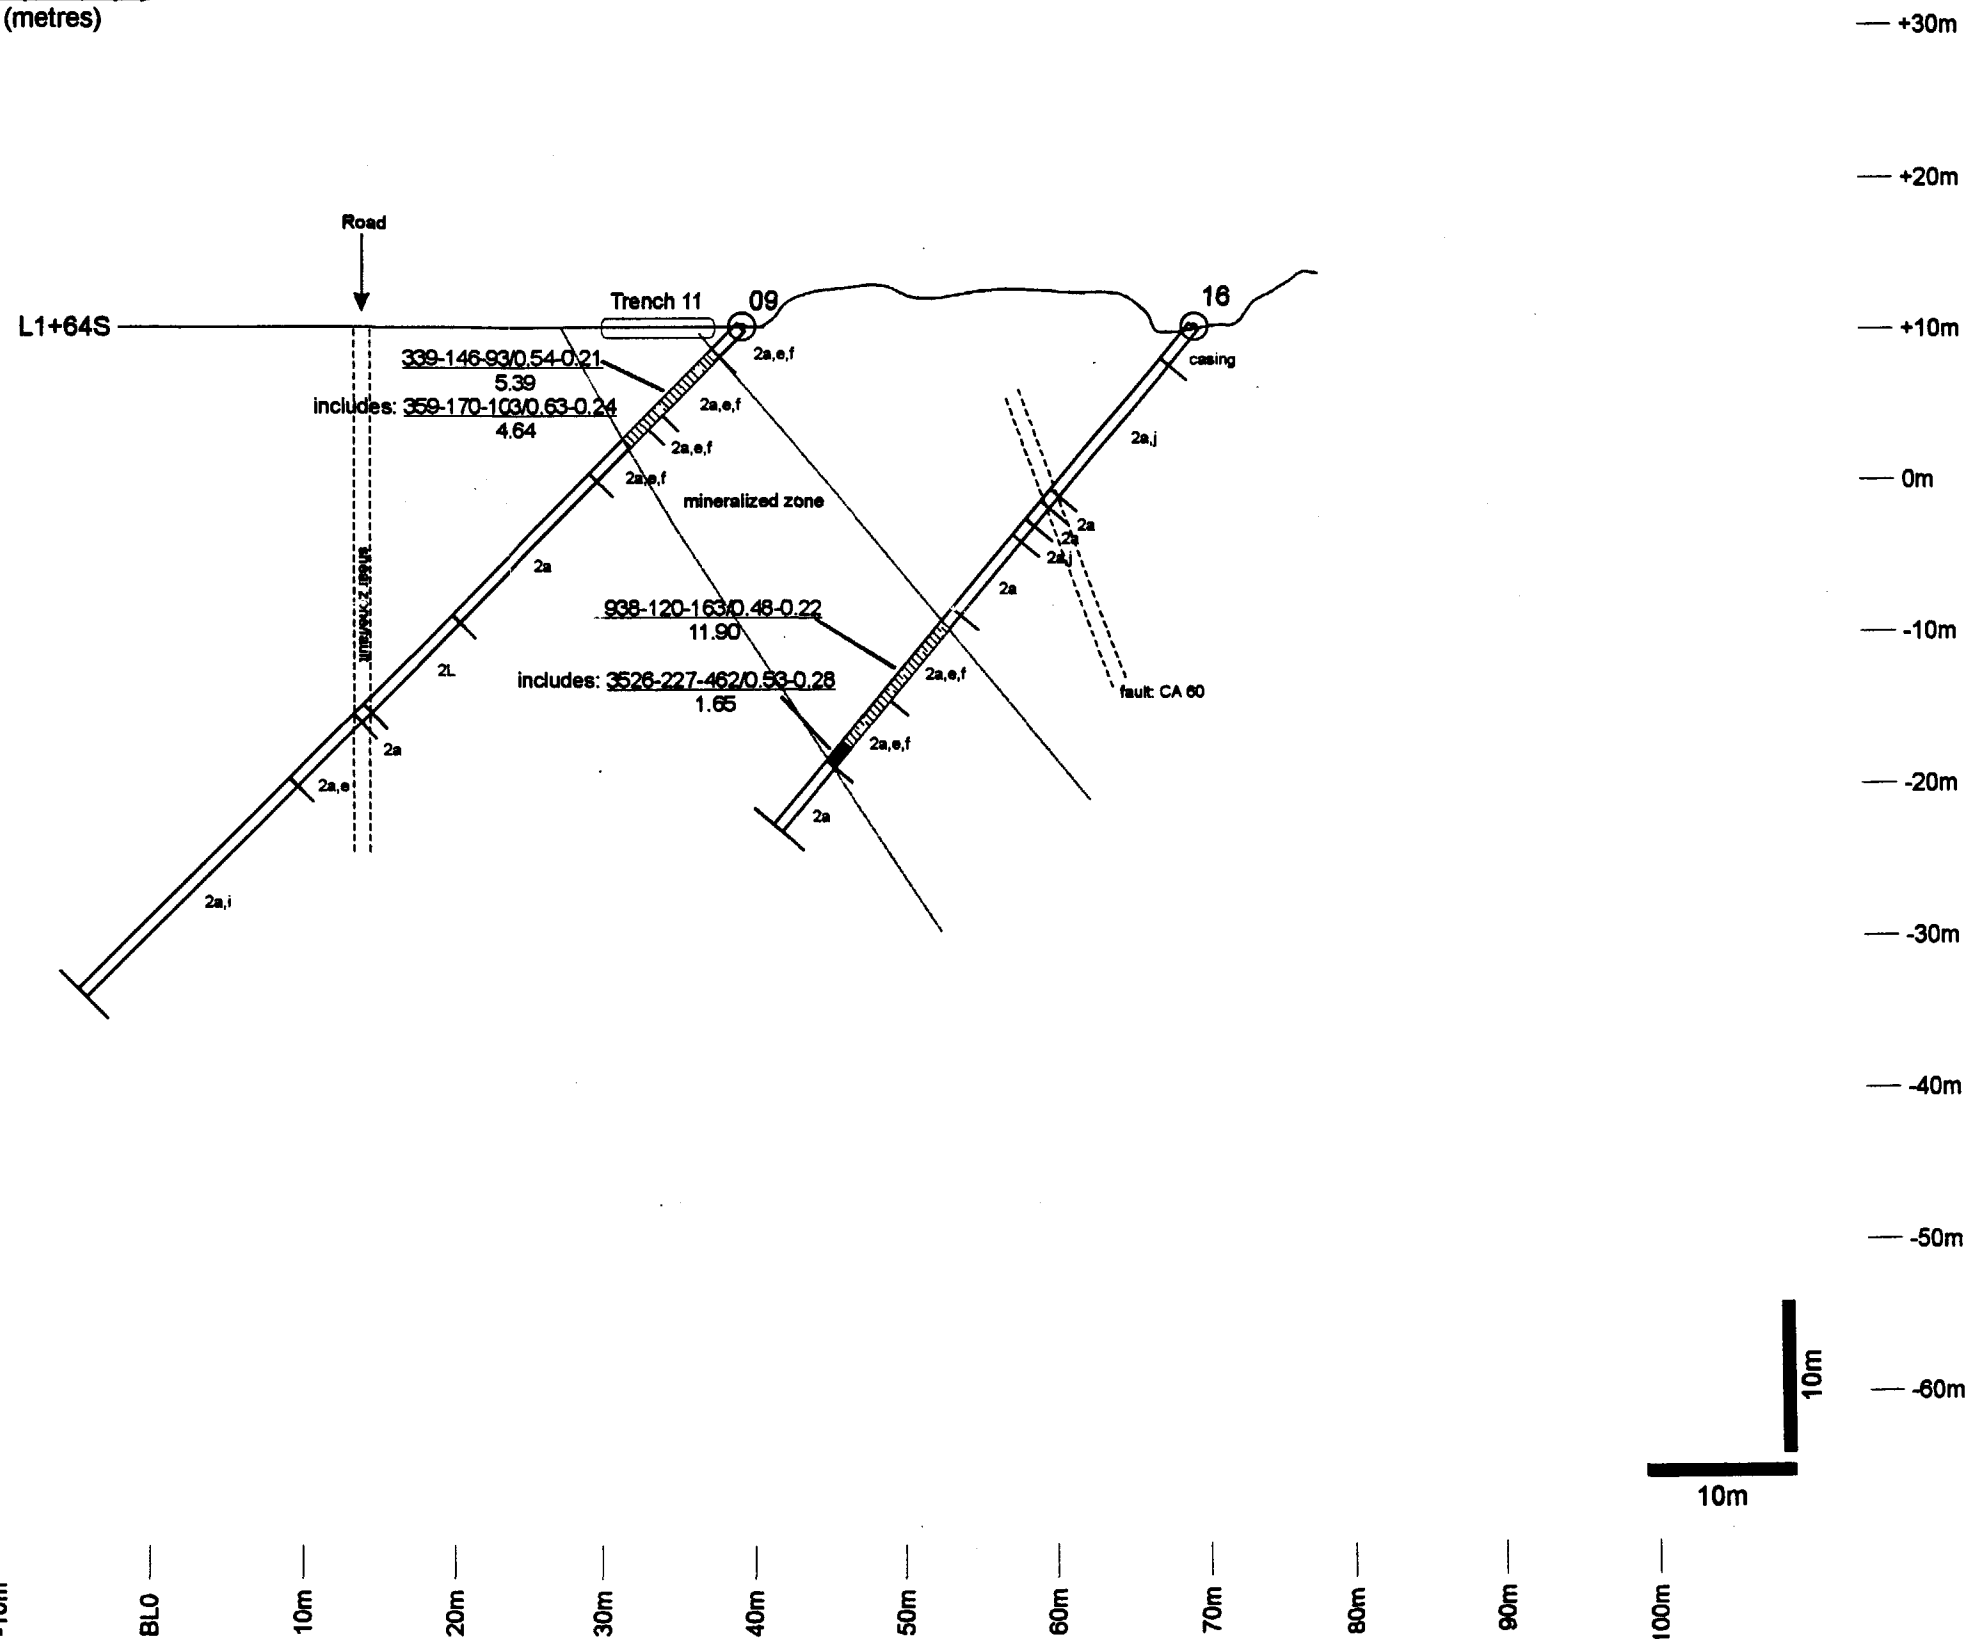 (metres)
+30m
+20m
Road
Trench 11
09
16
L1+64S
+10m
339-146-93/0.54-0.21
5.39
2a,e,f
casing
includes: 359-170-103/0.63-0.24
4.64
2a,e,f
2a,e,f
2a,e,f
2a,j
0m
mineralized zone
2a
2a
2a,j
2a
2a
938-120-163/0.48-0.22
11.90
-10m
2L
2a,e,f
includes: 3526-227-462/0.53-0.28
1.65
fault: CA 60
2a
2a,e,f
2a,e
-20m
2a
2a,i
-30m
-40m
-50m
10m
-60m
10m
-10m
BL0
10m
20m
30m
40m
50m
60m
70m
80m
90m
100m